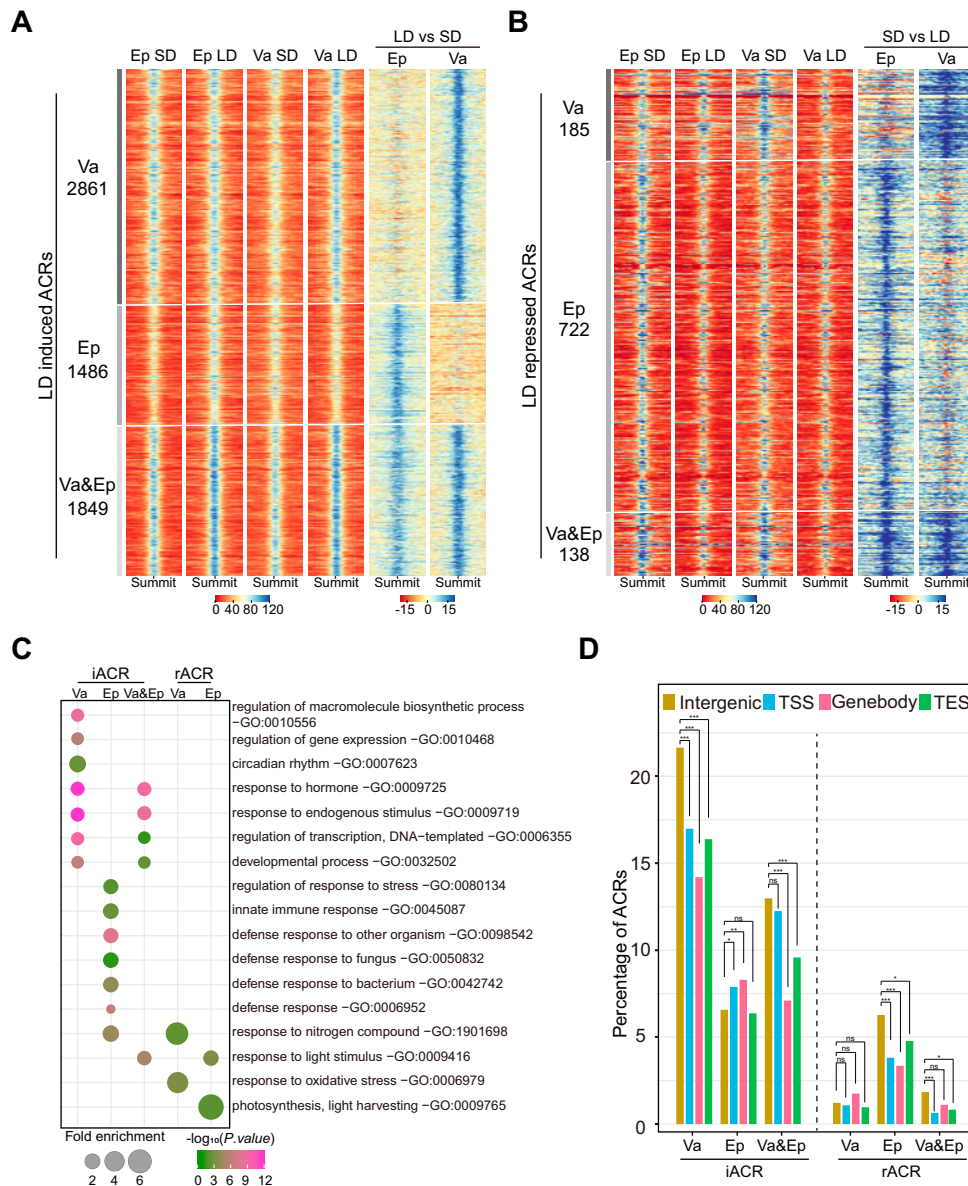 A
LD vs SD
Ep SD Ep LD Va SD Va LD Ep Va
LD induced ACRs
Va
2861
Ep
1486
Va&Ep
1849
Summit Summit Summit Summit Summit Summit
0 40 80 120
-15 0 15
B
SD vs LD
Ep SD Ep LD Va SD Va LD Ep Va
LD repressed ACRs
Va
185
Ep
722
Va&Ep
138
Summit Summit Summit Summit Summit Summit
0 40 80 120
-15 0 15
C
iACR rACR
Va Ep Va&Ep Va Ep
regulation of macromolecule biosynthetic process
−GO:0010556
regulation of gene expression −GO:0010468
circadian rhythm −GO:0007623
response to hormone −GO:0009725
response to endogenous stimulus −GO:0009719
regulation of transcription, DNA−templated −GO:0006355
developmental process −GO:0032502
regulation of response to stress −GO:0080134
innate immune response −GO:0045087
defense response to other organism −GO:0098542
defense response to fungus −GO:0050832
defense response to bacterium −GO:0042742
defense response −GO:0006952
response to nitrogen compound −GO:1901698
response to light stimulus −GO:0009416
response to oxidative stress −GO:0006979
photosynthesis, light harvesting −GO:0009765
Fold enrichment
2 4 6
-log₁₀(P.value)
0 3 6 9 12
D
Intergenic TSS Genebody TES
Percentage of ACRs
20
15
10
5
0
***
***
***
ns
**
*
***
***
ns
ns
ns
ns
*
***
***
*
ns
***
Va Ep Va&Ep Va Ep Va&Ep
iACR rACR